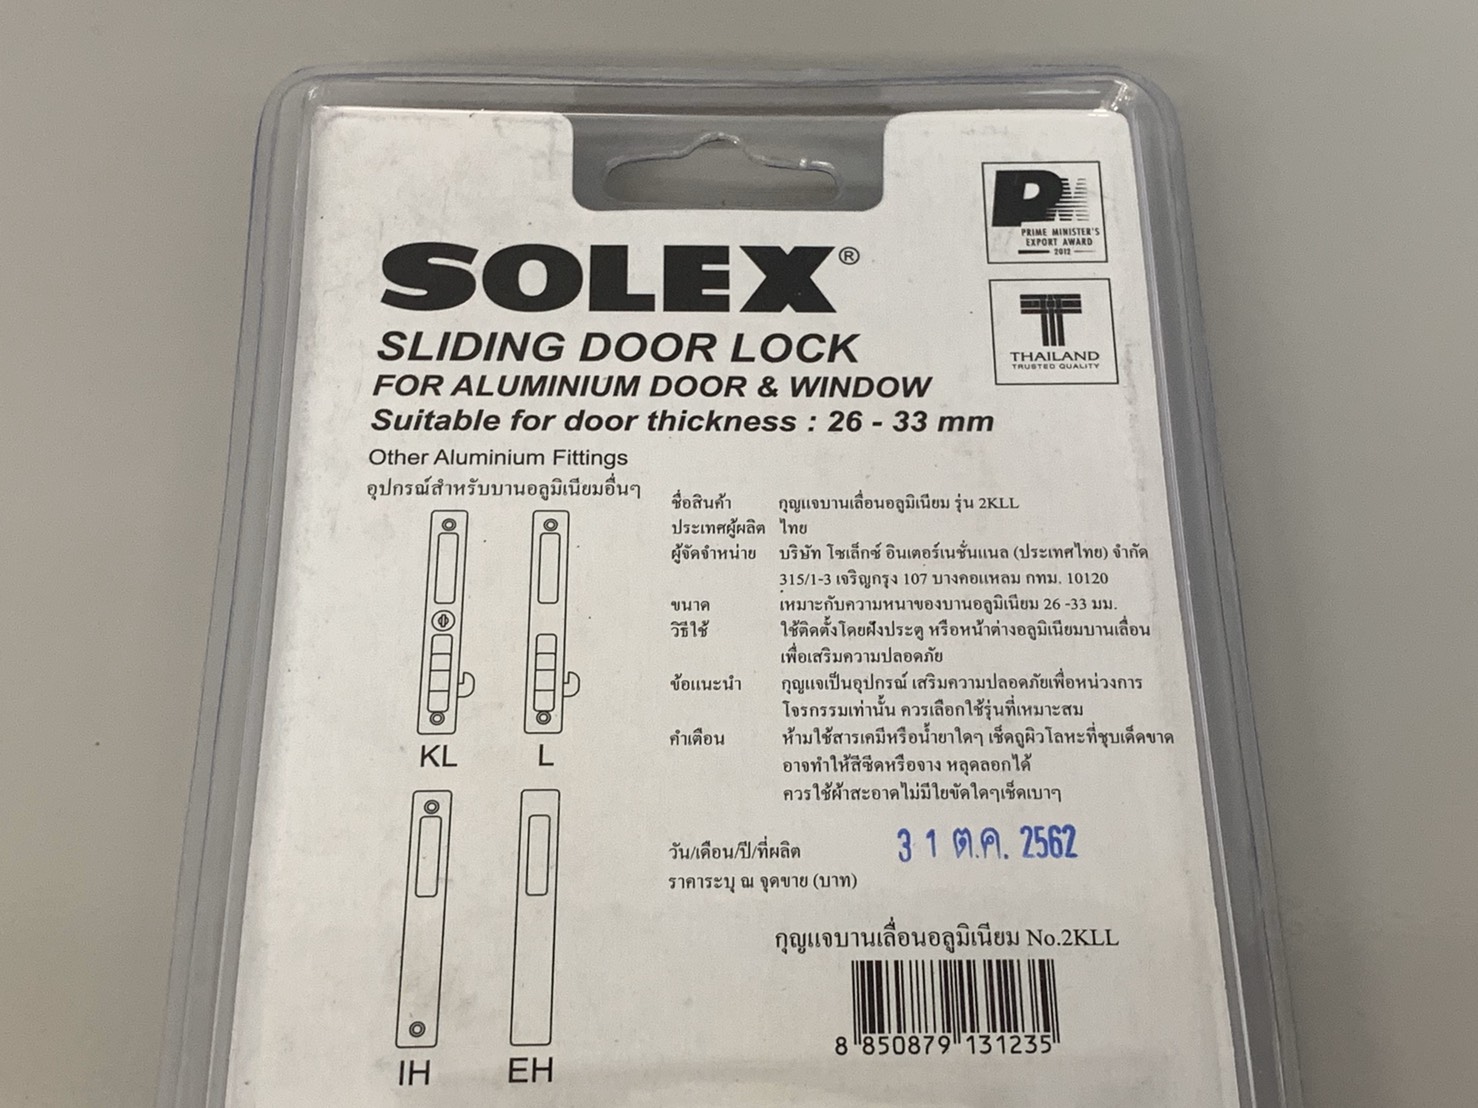 PM
PRIME MINISTER'S
EXPORT AWARD
2012
SOLEX®
THAILAND
TRUSTED QUALITY
SLIDING DOOR LOCK
FOR ALUMINIUM DOOR & WINDOW
Suitable for door thickness : 26 - 33 mm
Other Aluminium Fittings
อุปกรณ์สำหรับบานอลูมิเนียมอื่นๆ
KL L
IH EH
ชื่อสินค้า กุญแจบานเลื่อนอลูมิเนียม รุ่น 2KLL
ประเทศผู้ผลิต ไทย
ผู้จัดจำหน่าย บริษัท โซเล็กซ์ อินเตอร์เนชั่นแนล (ประเทศไทย) จำกัด
315/1-3 เจริญกรุง 107 บางคอแหลม กทม. 10120
ขนาด เหมาะกับความหนาของบานอลูมิเนียม 26 -33 มม.
วิธีใช้ ใช้ติดตั้งโดยฝังประตู หรือหน้าต่างอลูมิเนียมบานเลื่อน
เพื่อเสริมความปลอดภัย
ข้อแนะนำ กุญแจเป็นอุปกรณ์ เสริมความปลอดภัยเพื่อหน่วงการ
โจรกรรมเท่านั้น ควรเลือกใช้รุ่นที่เหมาะสม
คำเตือน ห้ามใช้สารเคมีหรือน้ำยาใดๆ เช็ดถูผิวโลหะที่ชุบเด็ดขาด
อาจทำให้สีซีดหรือจาง หลุดลอกได้
ควรใช้ผ้าสะอาดไม่มีใยขัดใดๆเช็ดเบาๆ
วัน/เดือน/ปี/ที่ผลิต 31 ต.ค. 2562
ราคาระบุ ณ จุดขาย (บาท)
กุญแจบานเลื่อนอลูมิเนียม No.2KLL
8 850879 131235